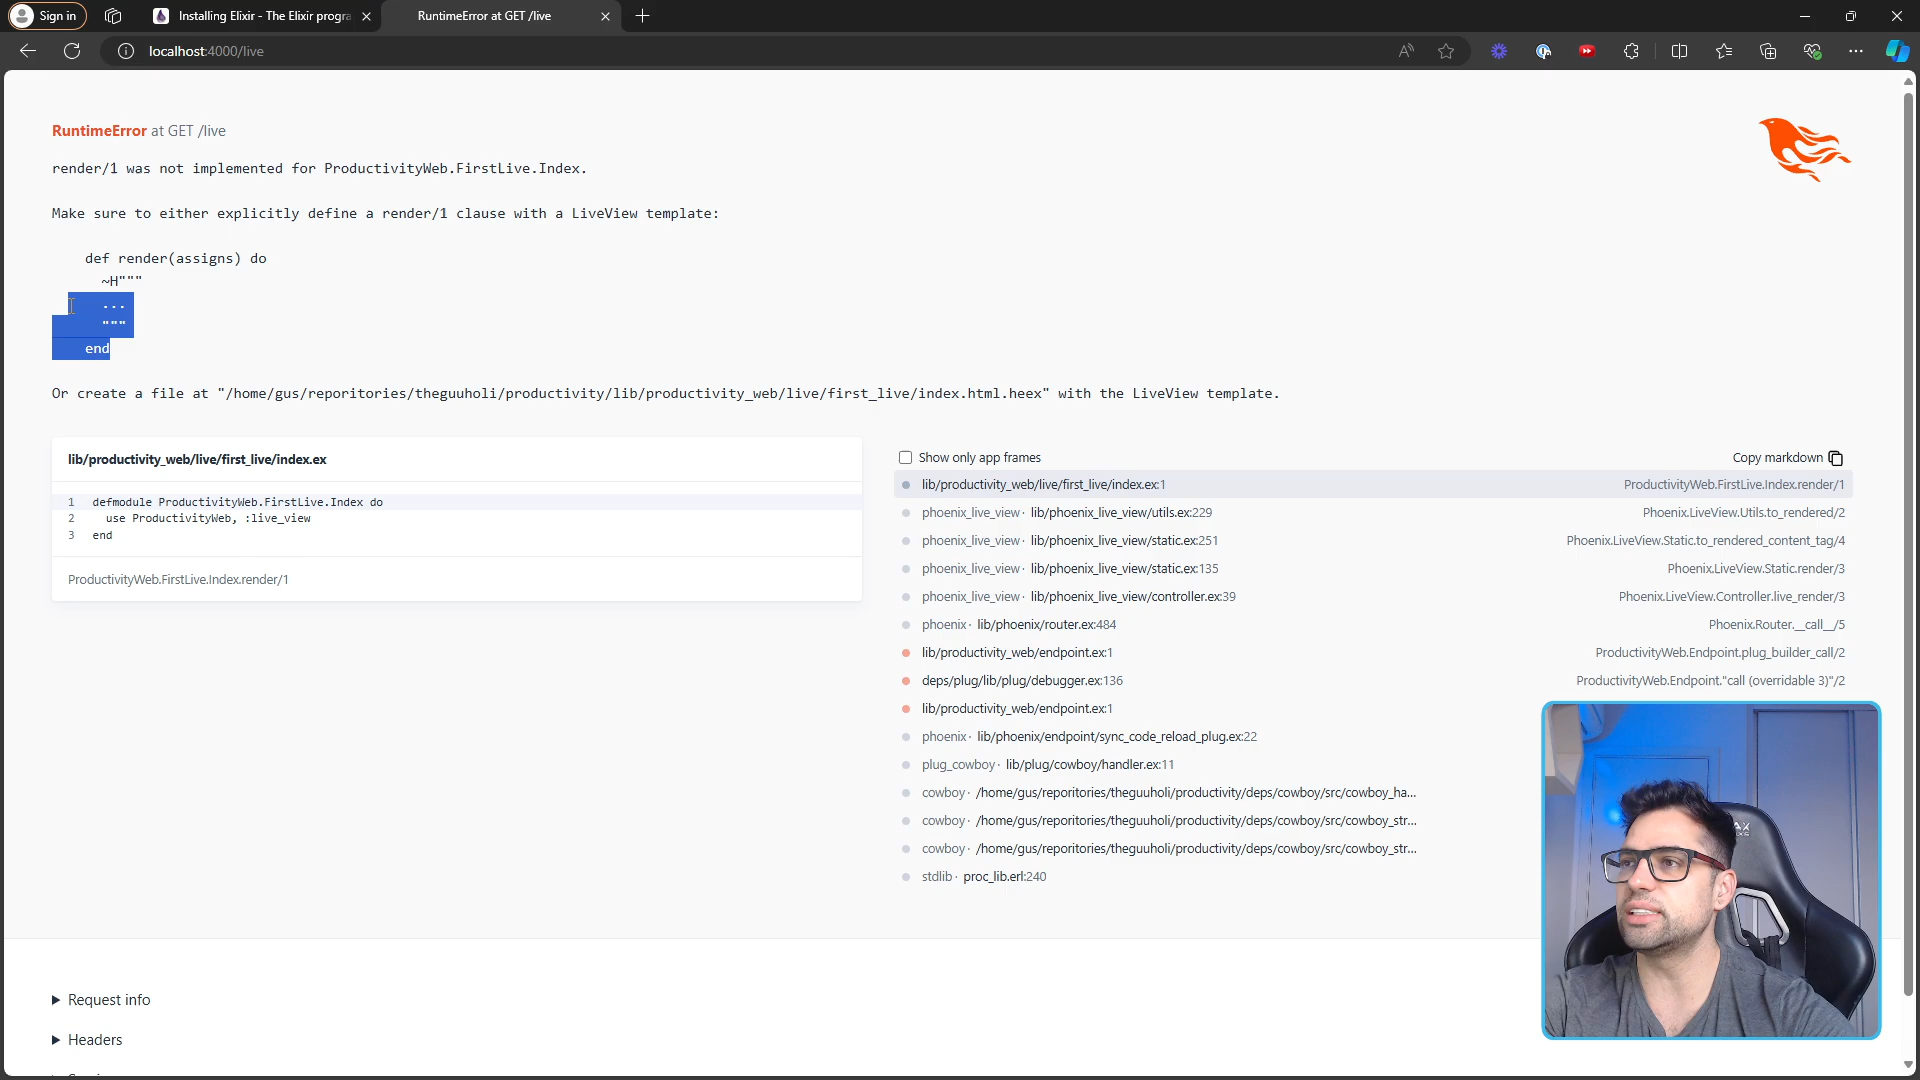 Sign in
Installing Elixir - The Elixir progra
RuntimeError at GET /live
localhost:4000/live
RuntimeError at GET /live
render/1 was not implemented for ProductivityWeb.FirstLive.Index.
Make sure to either explicitly define a render/1 clause with a LiveView template:
def render(assigns) do
~H"""
...
"""
end
Or create a file at "/home/gus/reporitories/theguuholi/productivity/lib/productivity_web/live/first_live/index.html.heex" with the LiveView template.
lib/productivity_web/live/first_live/index.ex
1 defmodule ProductivityWeb.FirstLive.Index do
2 use ProductivityWeb, :live_view
3 end
ProductivityWeb.FirstLive.Index.render/1
Show only app frames
Copy markdown
lib/productivity_web/live/first_live/index.ex:1 ProductivityWeb.FirstLive.Index.render/1
phoenix_live_view · lib/phoenix_live_view/utils.ex:229 Phoenix.LiveView.Utils.to_rendered/2
phoenix_live_view · lib/phoenix_live_view/static.ex:251 Phoenix.LiveView.Static.to_rendered_content_tag/4
phoenix_live_view · lib/phoenix_live_view/static.ex:135 Phoenix.LiveView.Static.render/3
phoenix_live_view · lib/phoenix_live_view/controller.ex:39 Phoenix.LiveView.Controller.live_render/3
phoenix · lib/phoenix/router.ex:484 Phoenix.Router.__call__/5
lib/productivity_web/endpoint.ex:1 ProductivityWeb.Endpoint.plug_builder_call/2
deps/plug/lib/plug/debugger.ex:136 ProductivityWeb.Endpoint."call (overridable 3)"/2
lib/productivity_web/endpoint.ex:1
phoenix · lib/phoenix/endpoint/sync_code_reload_plug.ex:22
plug_cowboy · lib/plug/cowboy/handler.ex:11
cowboy · /home/gus/reporitories/theguuholi/productivity/deps/cowboy/src/cowboy_ha...
cowboy · /home/gus/reporitories/theguuholi/productivity/deps/cowboy/src/cowboy_str...
cowboy · /home/gus/reporitories/theguuholi/productivity/deps/cowboy/src/cowboy_str...
stdlib · proc_lib.erl:240
Request info
Headers